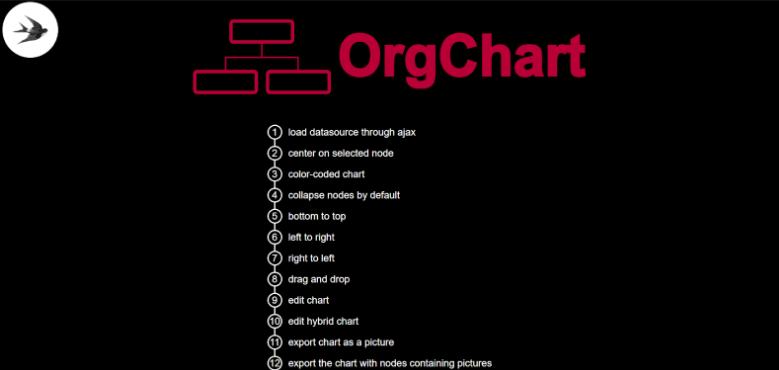 OrgChart
1 load datasource through ajax
2 center on selected node
3 color-coded chart
4 collapse nodes by default
5 bottom to top
6 left to right
7 right to left
8 drag and drop
9 edit chart
10 edit hybrid chart
11 export chart as a picture
12 export the chart with nodes containing pictures